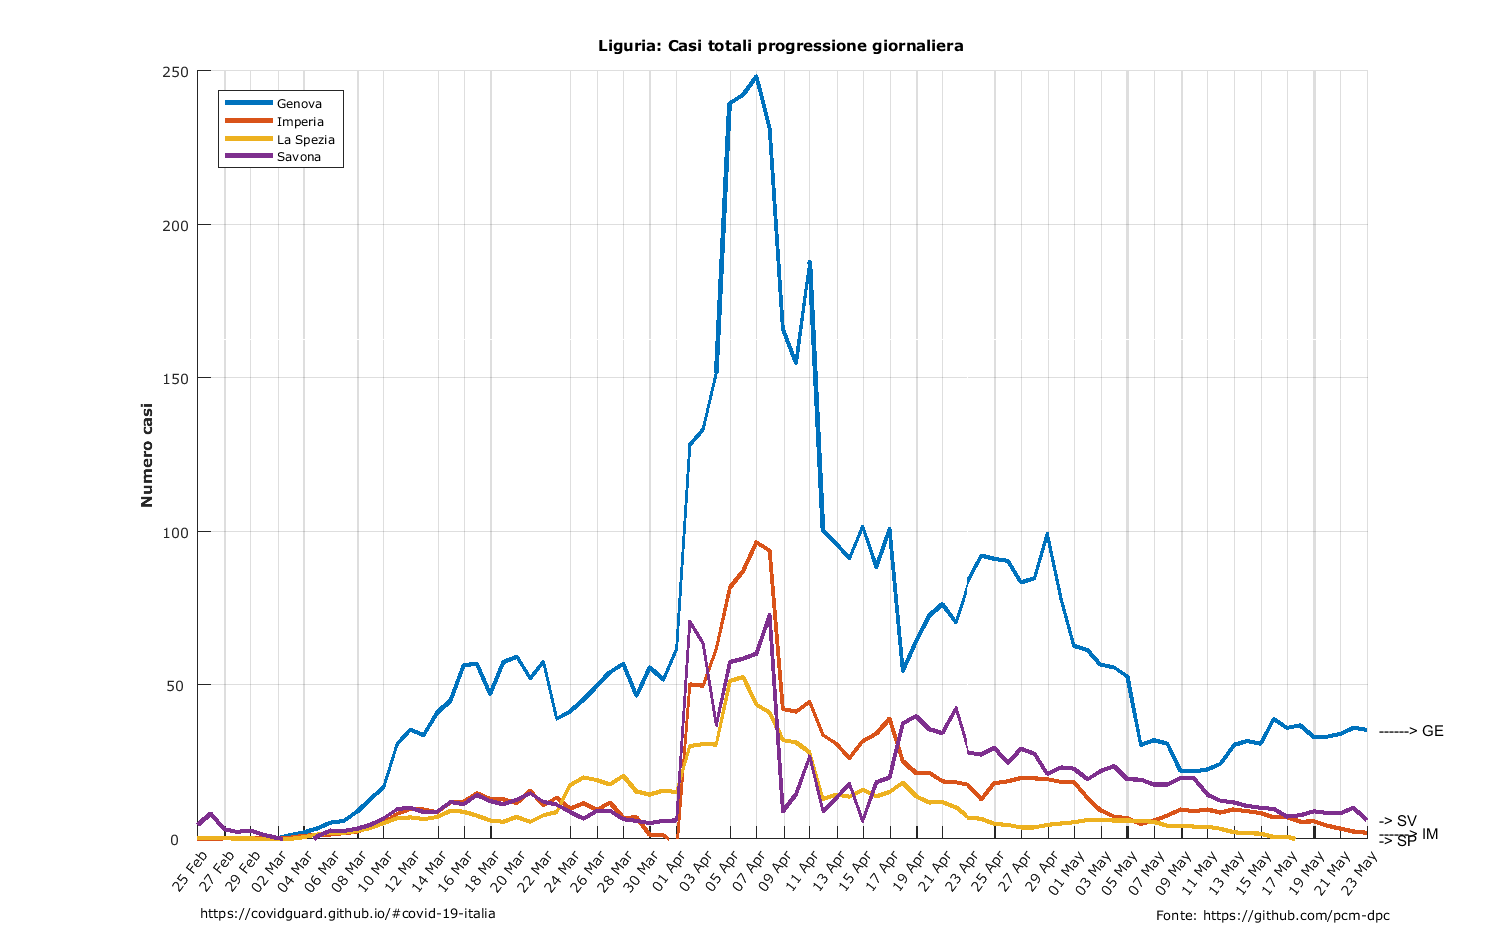 Liguria: Casi totali progressione giornaliera
Numero casi
250
200
150
100
50
0
Genova
Imperia
La Spezia
Savona
------> GE
-> SV
------> IM
-> SP
25 Feb
27 Feb
29 Feb
02 Mar
04 Mar
06 Mar
08 Mar
10 Mar
12 Mar
14 Mar
16 Mar
18 Mar
20 Mar
22 Mar
24 Mar
26 Mar
28 Mar
30 Mar
01 Apr
03 Apr
05 Apr
07 Apr
09 Apr
11 Apr
13 Apr
15 Apr
17 Apr
19 Apr
21 Apr
23 Apr
25 Apr
27 Apr
29 Apr
01 May
03 May
05 May
07 May
09 May
11 May
13 May
15 May
17 May
19 May
21 May
23 May
https://covidguard.github.io/#covid-19-italia
Fonte: https://github.com/pcm-dpc